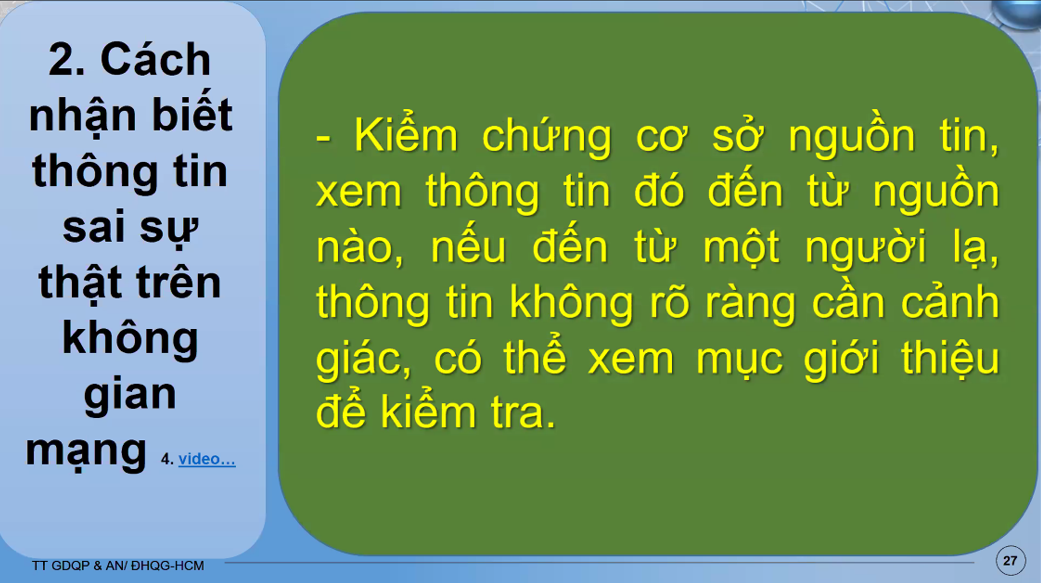 2. Cách
nhận biết
thông tin
sai sự
thật trên
không
gian
mạng 4. video...
- Kiểm chứng cơ sở nguồn tin,
xem thông tin đó đến từ nguồn
nào, nếu đến từ một người lạ,
thông tin không rõ ràng cần cảnh
giác, có thể xem mục giới thiệu
để kiểm tra.
TT GDQP & AN/ ĐHQG-HCM
27